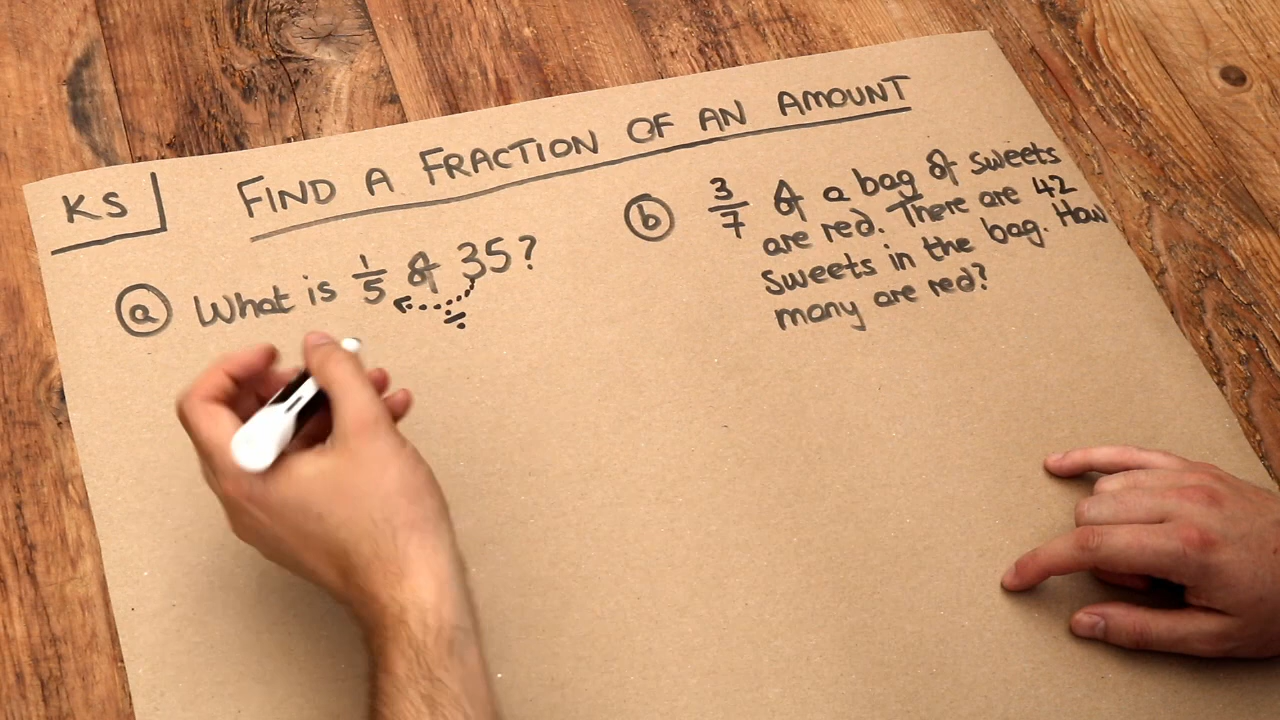 KS
FIND A FRACTION OF AN AMOUNT
a What is 1/5 of 35?
÷
b 3/7 of a bag of sweets
are red. There are 42
sweets in the bag. How
many are red?